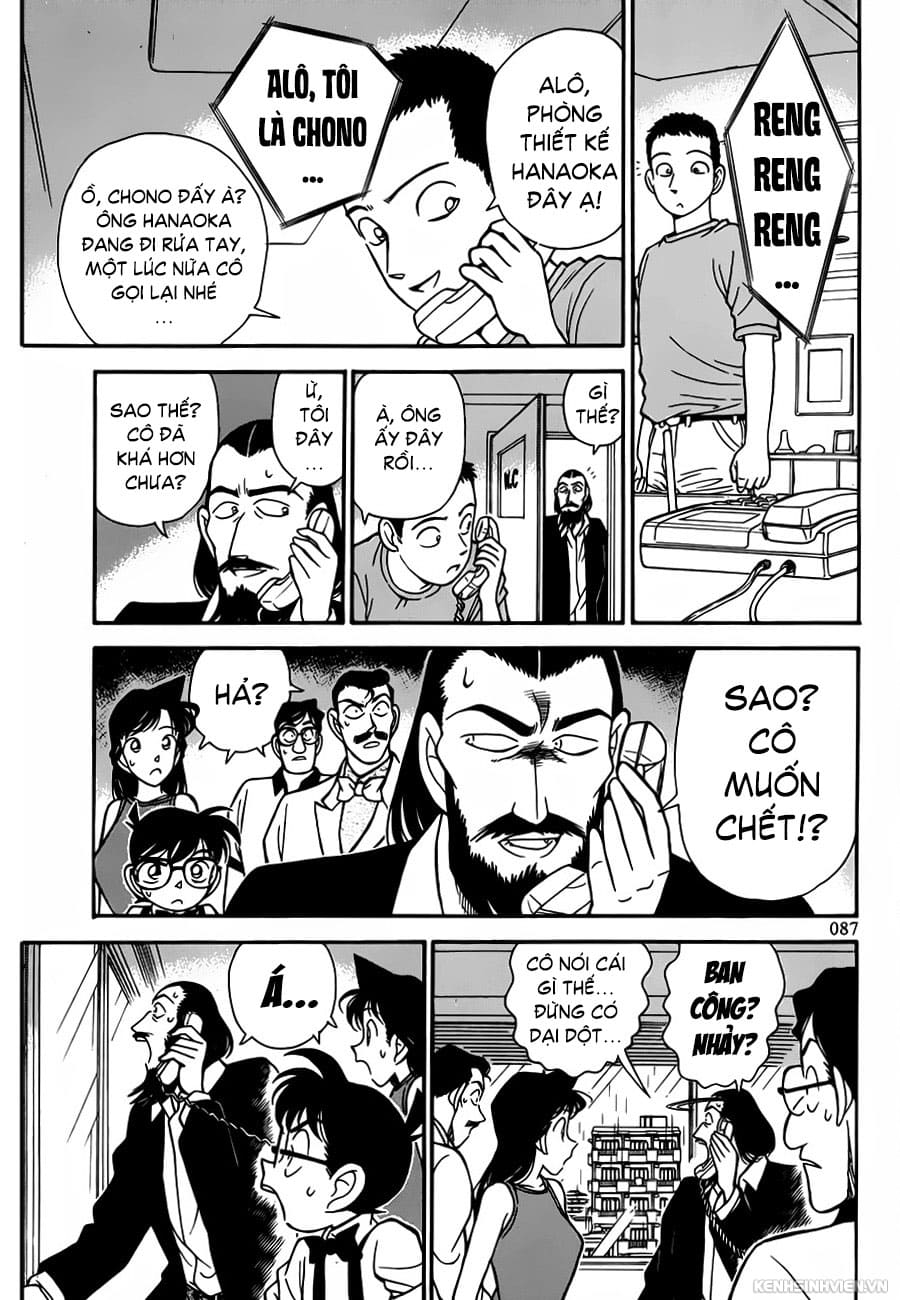 RENG
RENG
RENG
...
ALÔ,
PHÒNG
THIẾT KẾ
HANAOKA
ĐÂY Ạ!
ALÔ, TÔI
LÀ CHONO
...
Ồ, CHONO ĐẤY À?
ÔNG HANAOKA
ĐANG ĐI RỬA TAY,
MỘT LÚC NỮA CÔ
GỌI LẠI NHÉ
...
GÌ
THẾ?
W.C
À, ÔNG
ẤY ĐÂY
RỒI...
Ừ,
TÔI
ĐÂY
...
SAO THẾ?
CÔ ĐÃ
KHÁ HƠN
CHƯA?
SAO?
CÔ
MUỐN
CHẾT!?
HẢ?
087
BAN
CÔNG?
NHẢY?
CÔ NÓI CÁI
GÌ THẾ...
ĐỪNG CÓ
DẠI DỘT...
Á...
KENHSINHVIEN.VN